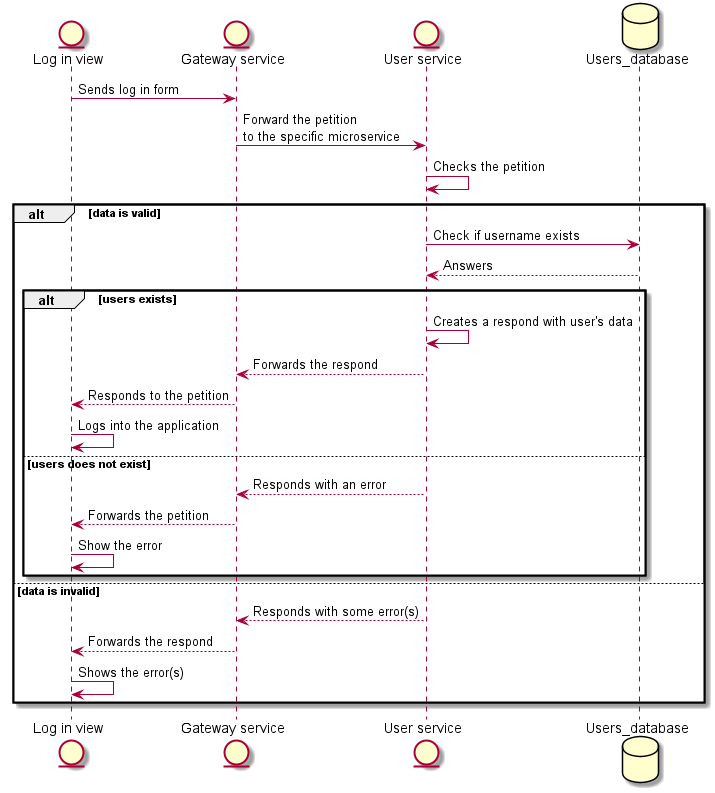 Log in view
Gateway service
User service
Users_database
Sends log in form
Forward the petition
to the specific microservice
Checks the petition
alt
[data is valid]
Check if username exists
Answers
alt
[users exists]
Creates a respond with user's data
Forwards the respond
Responds to the petition
Logs into the application
[users does not exist]
Responds with an error
Forwards the petition
Show the error
[data is invalid]
Responds with some error(s)
Forwards the respond
Shows the error(s)
Log in view
Gateway service
User service
Users_database